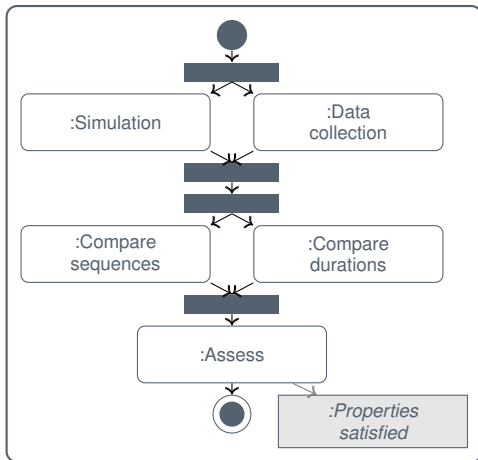 :Simulation
:Data
collection
:Compare
sequences
:Compare
durations
:Assess
:Properties
satisfied